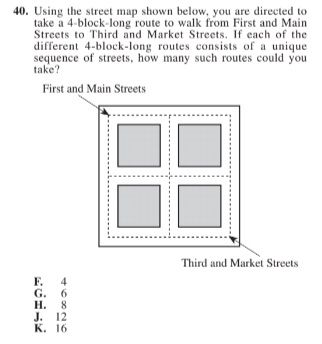 40. Using the street map shown below, you are directed to
take a 4-block-long route to walk from First and Main
Streets to Third and Market Streets. If each of the
different 4-block-long routes consists of a unique
sequence of streets, how many such routes could you
take?
First and Main Streets
Third and Market Streets
F. 4
G. 6
H. 8
J. 12
K. 16